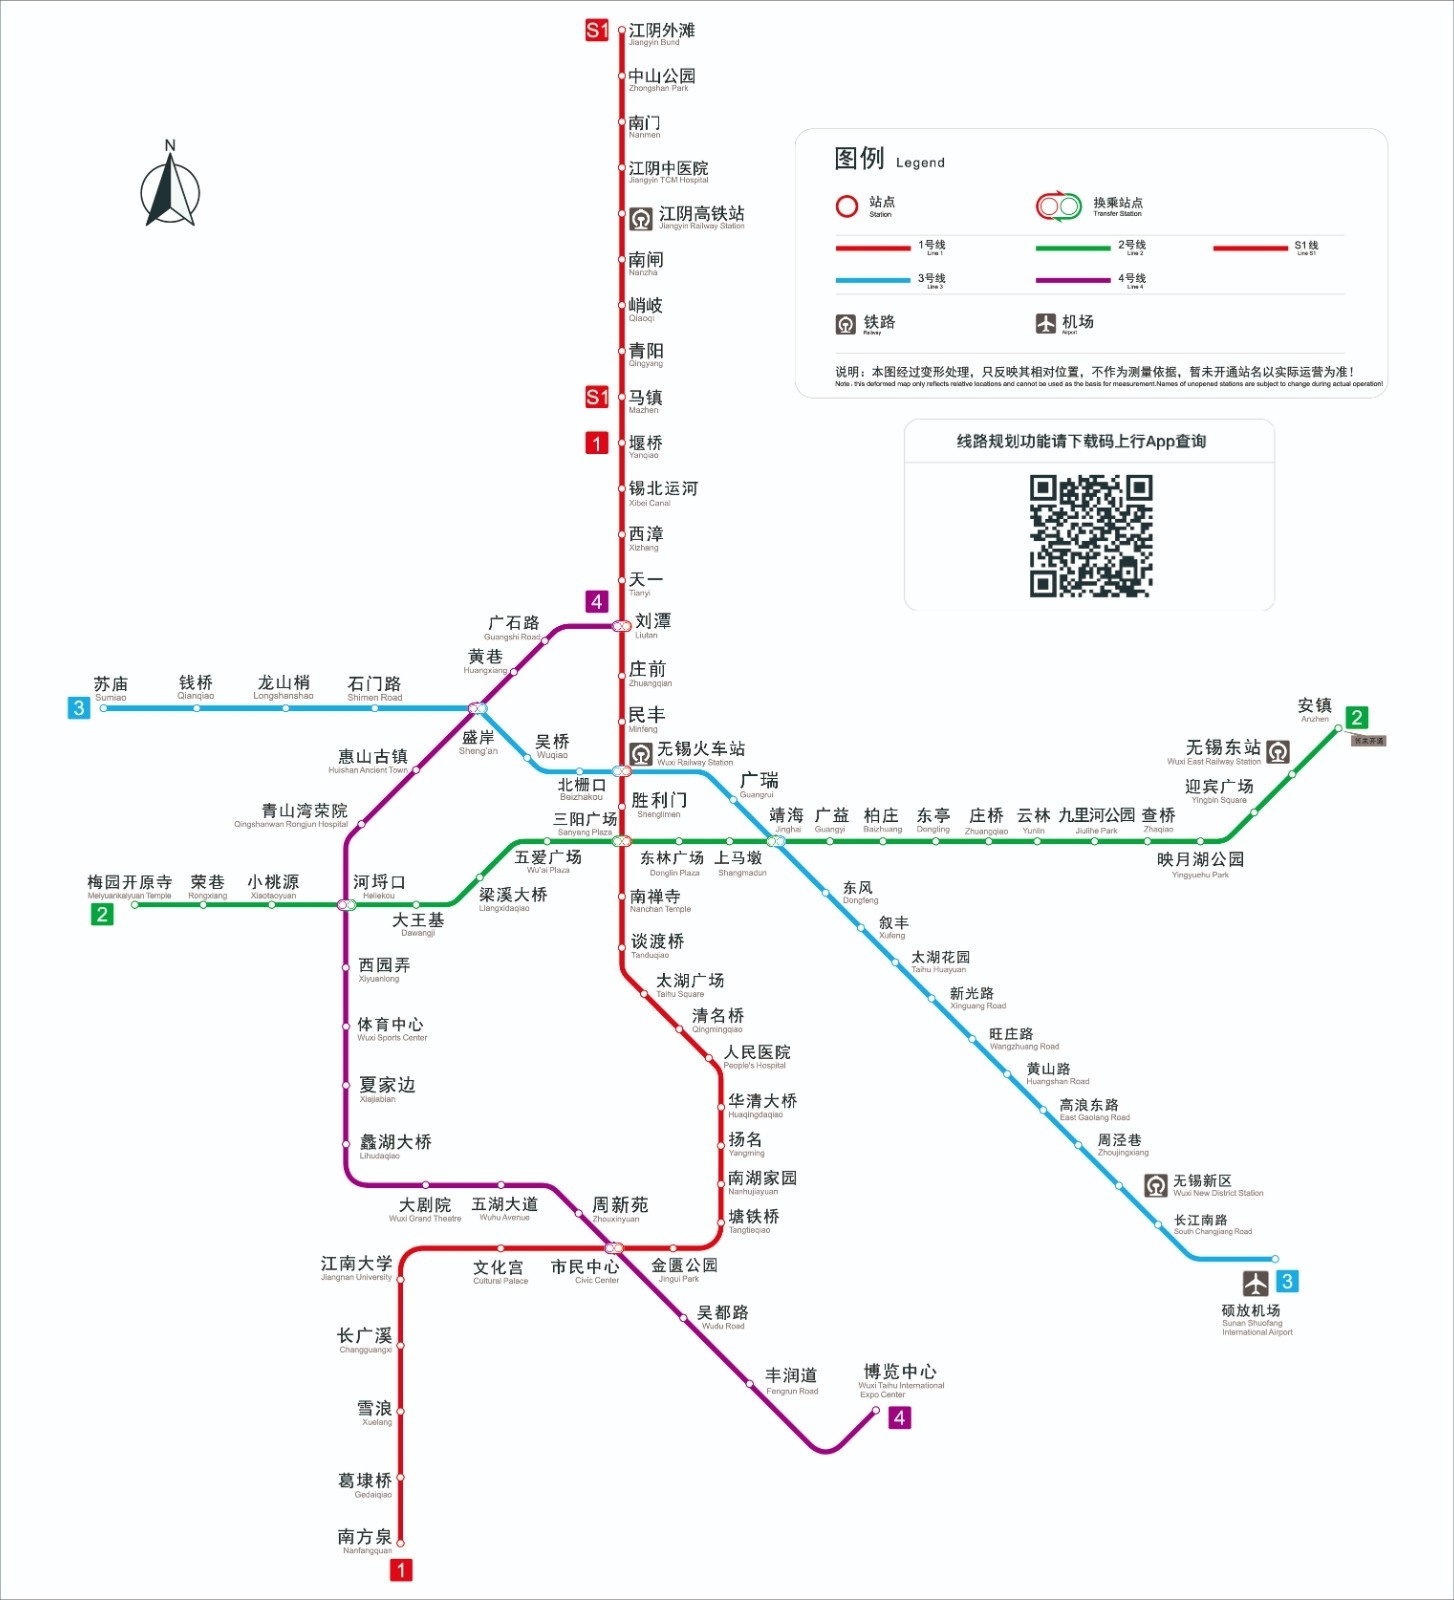 S1
江阴外滩
Jiangyin Bund
中山公园
Zhongshan Park
南门
Nanmen
江阴中医院
Jiangyin TCM Hospital
江阴高铁站
Jiangyin Railway Station
南闸
Nanzha
峭岐
Qiaoqi
青阳
Qingyang
S1
马镇
Mazhen
1
堰桥
Yanqiao
锡北运河
Xibei Canal
西漳
Xizhang
天一
Tianyi
4
刘潭
Liutan
N
图例 Legend
站点
Station
换乘站点
Transfer Station
1号线
Line 1
2号线
Line 2
S1线
Line S1
3号线
Line 3
4号线
Line 4
铁路
Railway
机场
Airport
说明：本图经过变形处理，只反映其相对位置，不作为测量依据，暂未开通站名以实际运营为准！
Note, this deformed map only reflects relative locations and cannot be used as the basis for measurement.Names of unopened stations are subject to change during actual operation!
线路规划功能请下载码上行App查询
广石路
Guangshi Road
黄巷
Huangxiang
庄前
Zhuangqian
民丰
Minfeng
3
苏庙
Sumiao
钱桥
Qianqiao
龙山梢
Longshanshao
石门路
Shimen Road
盛岸
Sheng'an
吴桥
Wuqiao
北栅口
Beizhakou
无锡火车站
Wuxi Railway Station
广瑞
Guangrui
惠山古镇
Huishan Ancient Town
青山湾荣院
Qingshanwan Rongjun Hospital
胜利门
Shenglimen
三阳广场
Sanyang Plaza
安镇
Anzhen
2
暂未开通
无锡东站
Wuxi East Railway Station
迎宾广场
Yingbin Square
靖海
Jinghai
广益
Guangyi
柏庄
Baizhuang
东亭
Dongting
庄桥
Zhuangqiao
云林
Yunlin
九里河公园
Jiulihe Park
查桥
Zhaqiao
映月湖公园
Yingyuehu Park
五爱广场
Wu'ai Plaza
东林广场
Donglin Plaza
上马墩
Shangmadun
梅园开原寺
Meiyuankaiyuan Temple
2
荣巷
Rongxiang
小桃源
Xiaotaoyuan
河埒口
Heliekou
大王基
Dawangji
梁溪大桥
Liangxidaqiao
南禅寺
Nanchan Temple
谈渡桥
Tanduqiao
太湖广场
Taihu Square
清名桥
Qingmingqiao
人民医院
People's Hospital
华清大桥
Huaqingdaqiao
扬名
Yangming
南湖家园
Nanhujiayuan
塘铁桥
Tangtieqiao
东风
Dongfeng
叙丰
Xufeng
太湖花园
Taihu Huayuan
新光路
Xinguang Road
旺庄路
Wangzhuang Road
黄山路
Huangshan Road
高浪东路
East Gaolang Road
周泾巷
Zhoujingxiang
无锡新区
Wuxi New District Station
长江南路
South Changjiang Road
3
硕放机场
Sunan Shuofang
International Airport
西园弄
Xiyuanlong
体育中心
Wuxi Sports Center
夏家边
Xiajiabian
蠡湖大桥
Lihudaqiao
大剧院
Wuxi Grand Theatre
五湖大道
Wuhu Avenue
周新苑
Zhouxinyuan
江南大学
Jiangnan University
文化宫
Cultural Palace
市民中心
Civic Center
金匮公园
Jingui Park
吴都路
Wudu Road
丰润道
Fengrun Road
博览中心
Wuxi Taihu International
Expo Center
4
长广溪
Changguangxi
雪浪
Xuelang
葛埭桥
Gedaiqiao
南方泉
Nanfangquan
1